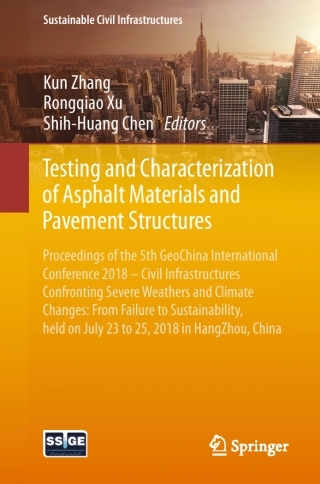 Sustainable Civil Infrastructures
Kun Zhang
Rongqiao Xu
Shih-Huang Chen Editors
Testing and Characterization
of Asphalt Materials and
Pavement Structures
Proceedings of the 5th GeoChina International
Conference 2018 – Civil Infrastructures
Confronting Severe Weathers and Climate
Changes: From Failure to Sustainability,
held on July 23 to 25, 2018 in HangZhou, China
SSIGE
Springer